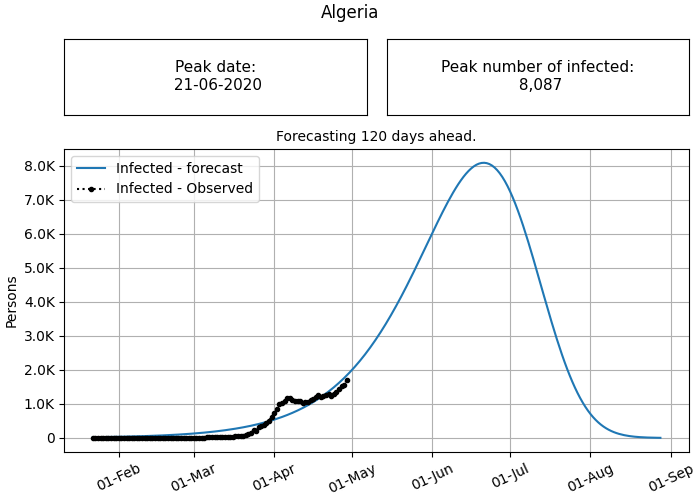 Algeria
Peak date:
21-06-2020
Peak number of infected:
8,087
Forecasting 120 days ahead.
Infected - forecast
Infected - Observed
Persons
8.0K
7.0K
6.0K
5.0K
4.0K
3.0K
2.0K
1.0K
0
01-Feb
01-Mar
01-Apr
01-May
01-Jun
01-Jul
01-Aug
01-Sep